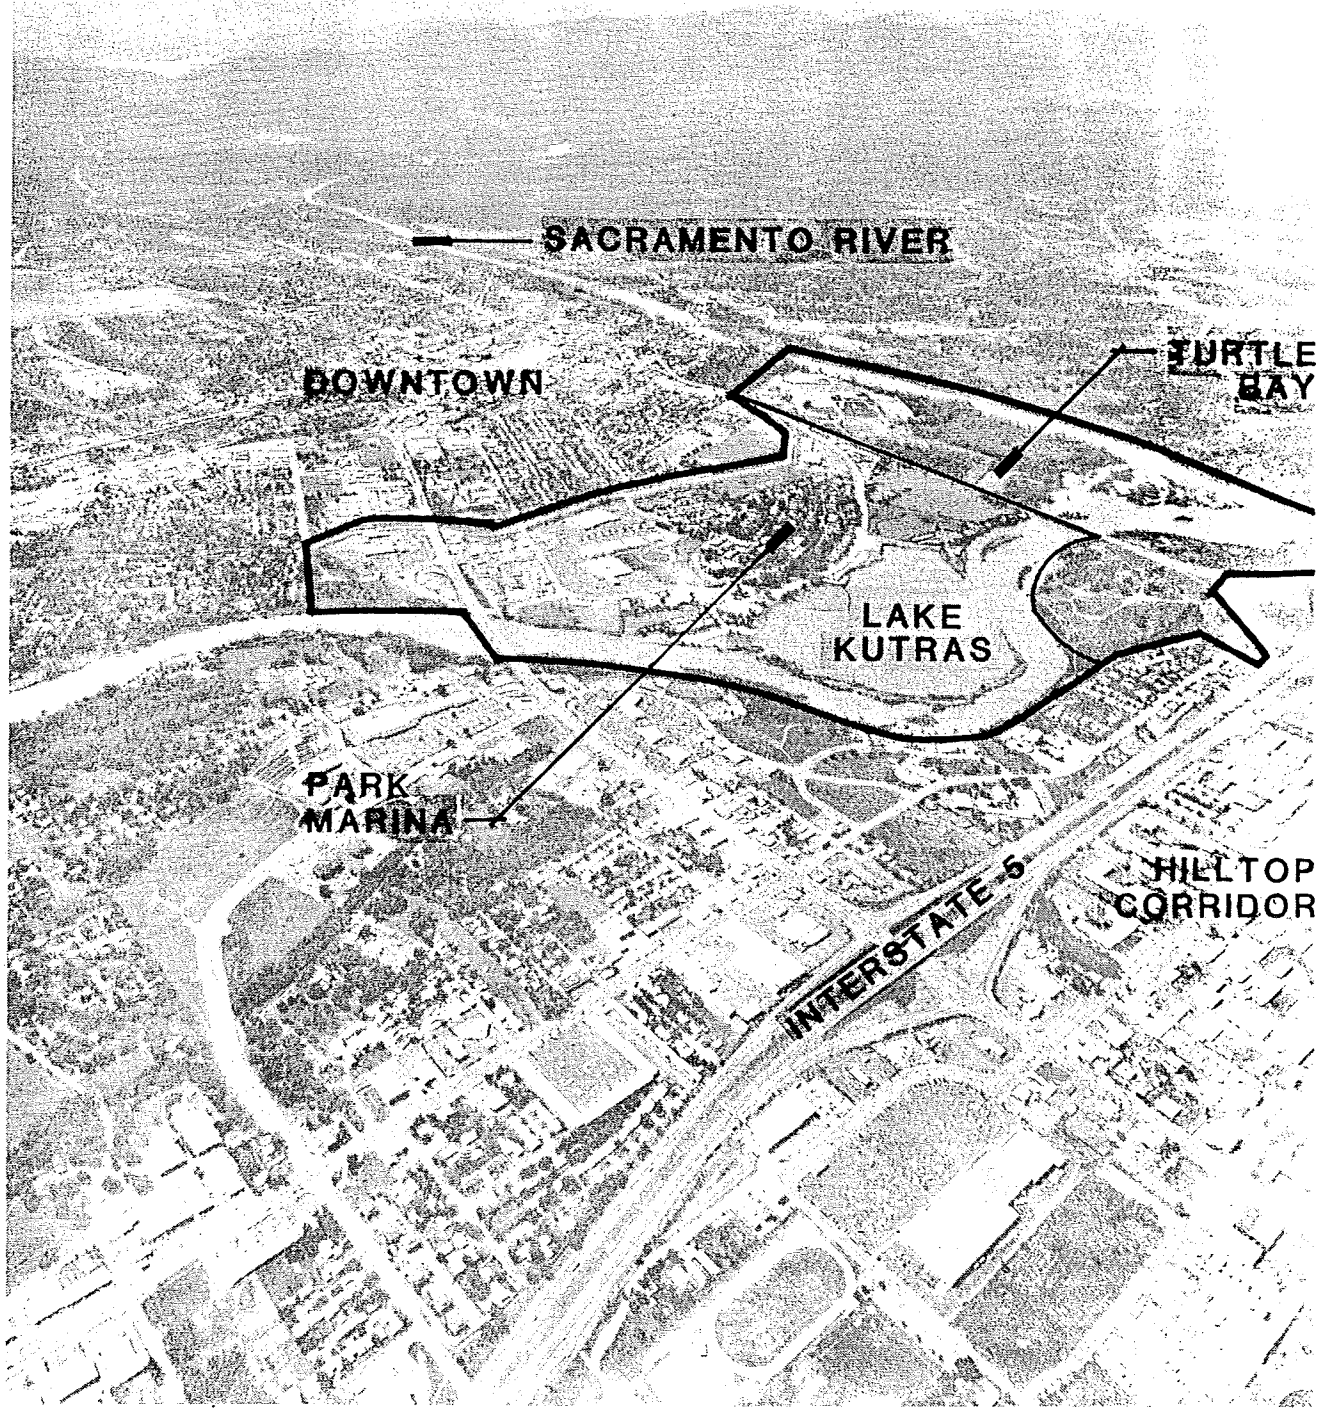 SACRAMENTO RIVER
TURTLE
BAY
DOWNTOWN
LAKE
KUTRAS
PARK
MARINA
HILLTOP
CORRIDOR
INTERSTATE 5